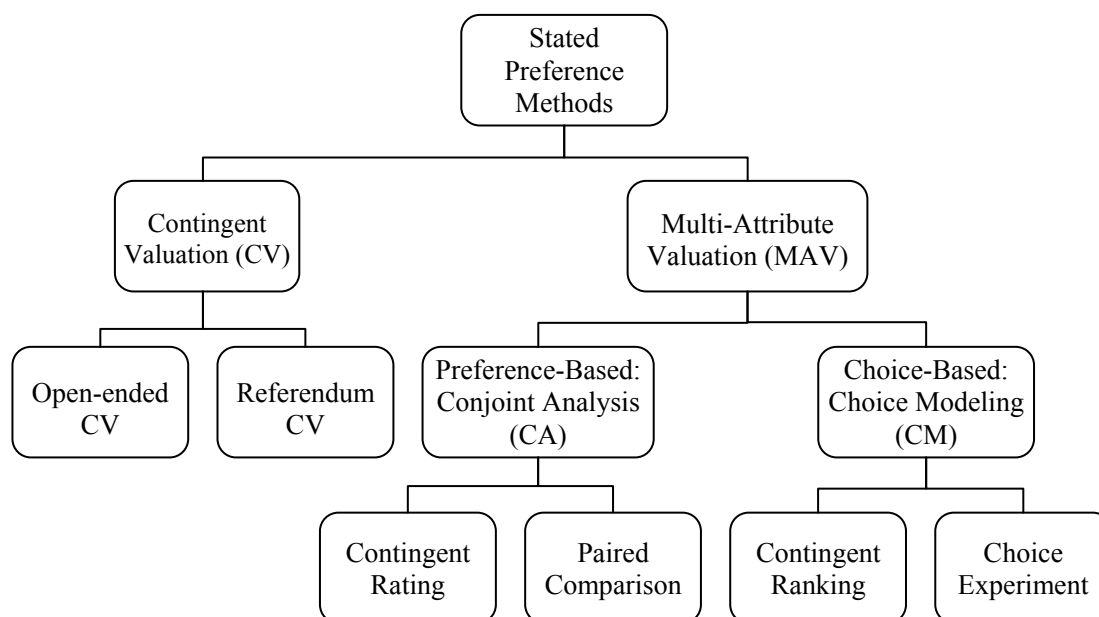 Stated
Preference
Methods
Contingent
Valuation (CV)
Multi-Attribute
Valuation (MAV)
Open-ended
CV
Referendum
CV
Preference-Based:
Conjoint Analysis
(CA)
Choice-Based:
Choice Modeling
(CM)
Contingent
Rating
Paired
Comparison
Contingent
Ranking
Choice
Experiment